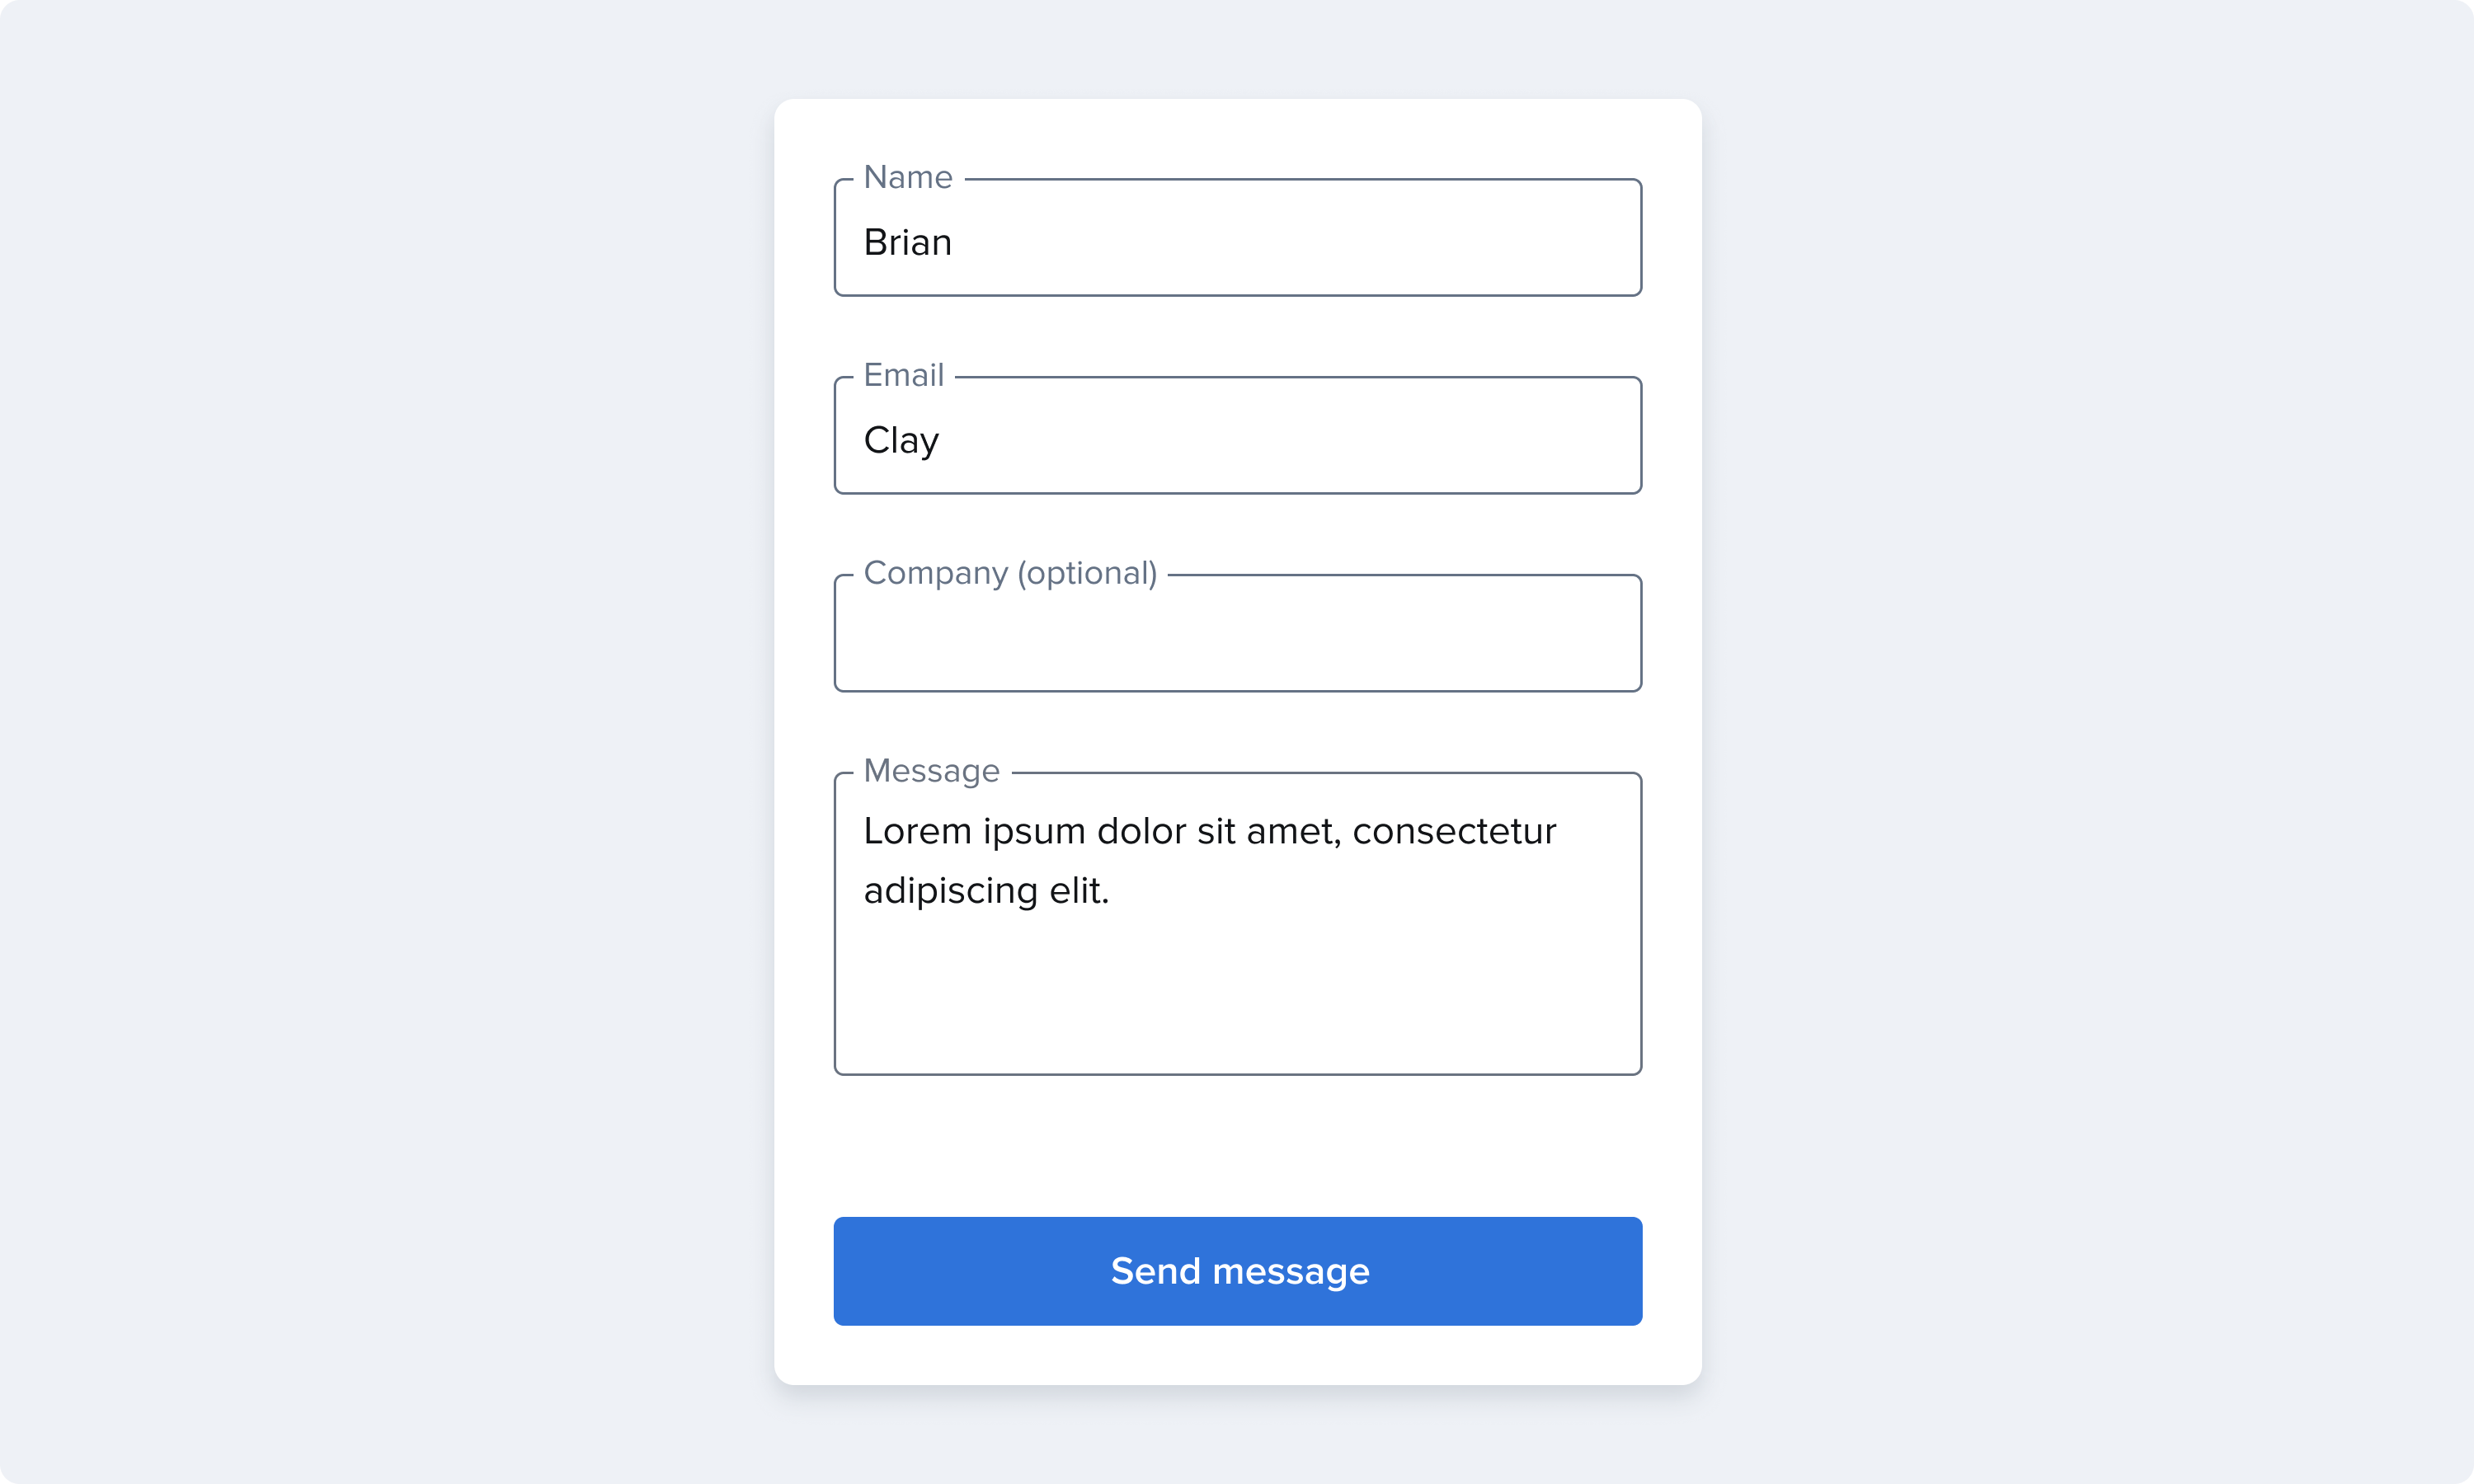 Name
Brian
Email
Clay
Company (optional)
Message
Lorem ipsum dolor sit amet, consectetur
adipiscing elit.
Send message